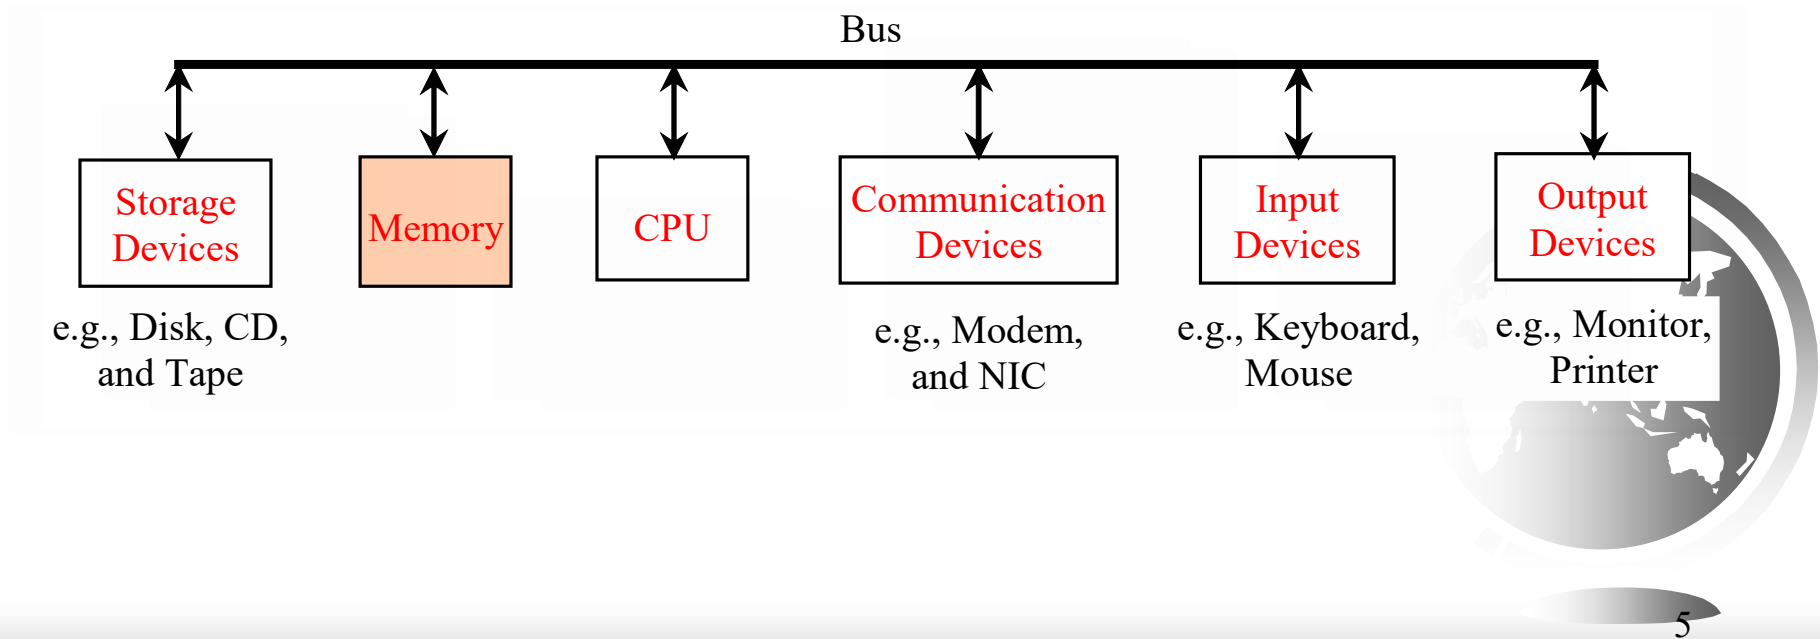 Bus
Storage
Devices
Memory
CPU
Communication
Devices
Input
Devices
Output
Devices
e.g., Disk, CD,
and Tape
e.g., Modem,
and NIC
e.g., Keyboard,
Mouse
e.g., Monitor,
Printer
5